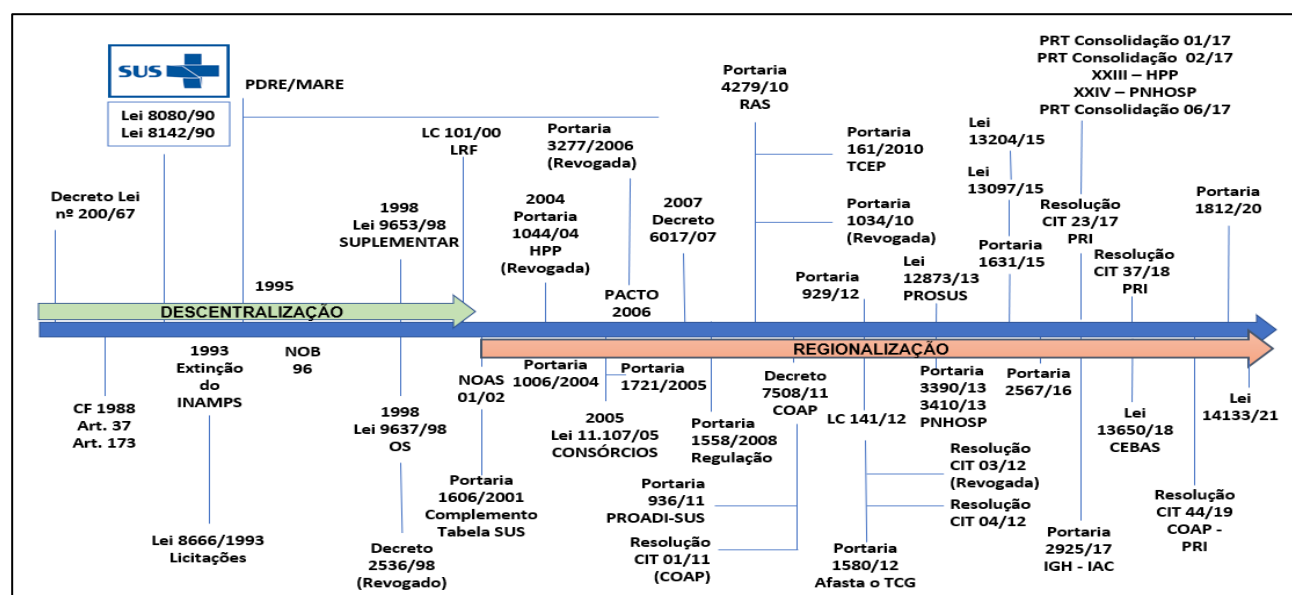 SUS
Lei 8080/90
Lei 8142/90
PDRE/MARE
Decreto Lei
nº 200/67
1998
Lei 9653/98
SUPLEMENTAR
LC 101/00
LRF
2004
Portaria
1044/04
HPP
(Revogada)
Portaria
3277/2006
(Revogada)
PACTO
2006
2007
Decreto
6017/07
Portaria
4279/10
RAS
Portaria
161/2010
TCEP
Portaria
1034/10
(Revogada)
Portaria
929/12
Lei
12873/13
PROSUS
Lei
13204/15
Lei
13097/15
Portaria
1631/15
PRT Consolidação 01/17
PRT Consolidação 02/17
XXIII – HPP
XXIV – PNHOSP
PRT Consolidação 06/17
Resolução
CIT 23/17
PRI
Resolução
CIT 37/18
PRI
Portaria
1812/20
1995
DESCENTRALIZAÇÃO
REGIONALIZAÇÃO
CF 1988
Art. 37
Art. 173
1993
Extinção
do
INAMPS
Lei 8666/1993
Licitações
NOB
96
1998
Lei 9637/98
OS
Decreto
2536/98
(Revogado)
NOAS
01/02
Portaria
1606/2001
Complemento
Tabela SUS
Portaria
1006/2004
2005
Lei 11.107/05
CONSÓRCIOS
Portaria
1721/2005
Portaria
1558/2008
Regulação
Decreto
7508/11
COAP
Portaria
936/11
PROADI-SUS
Resolução
CIT 01/11
(COAP)
LC 141/12
Resolução
CIT 03/12
(Revogada)
Resolução
CIT 04/12
Portaria
1580/12
Afasta o TCG
Portaria
3390/13
3410/13
PNHOSP
Portaria
2567/16
Portaria
2925/17
IGH - IAC
Lei
13650/18
CEBAS
Resolução
CIT 44/19
COAP -
PRI
Lei
14133/21